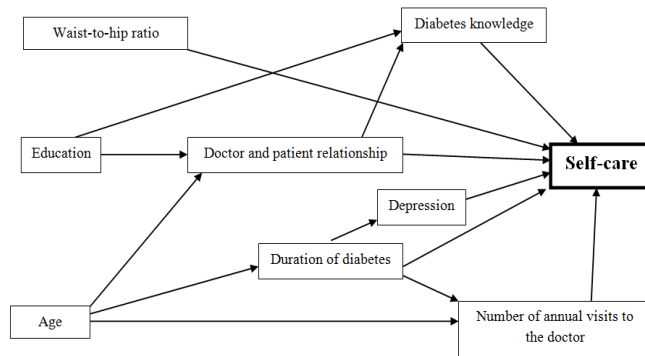 Diabetes knowledge
Waist-to-hip ratio
Education
Doctor and patient relationship
Self-care
Depression
Duration of diabetes
Age
Number of annual visits to
the doctor